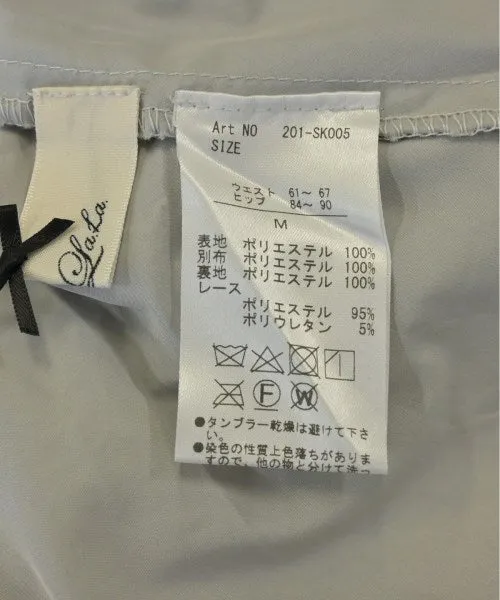 La.La.
Art NO 201-SK005
SIZE
ウェスト 61～ 67
ヒップ 84～ 90
M
表地 ポリエステル 100%
別布 ポリエステル 100%
裏地 ポリエステル 100%
レース
ポリエステル 95%
ポリウレタン 5%
F W
●タンブラー乾燥は避けて下さ
い。
●染色の性質上色落ちがありま
すので、他の物と分けて洗っ